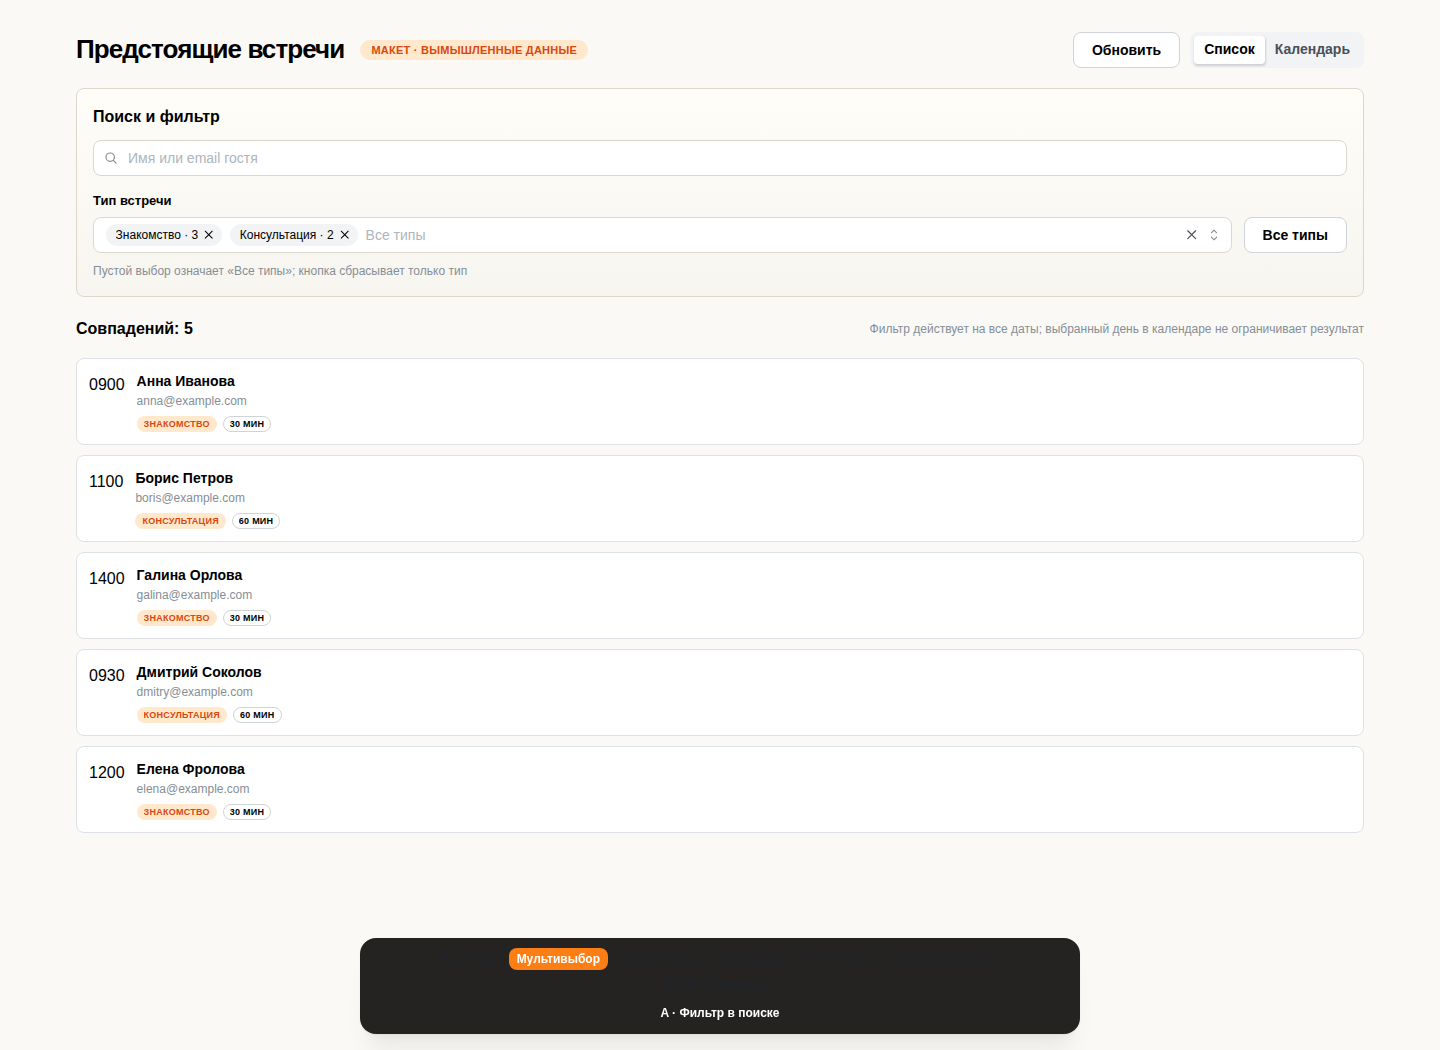 Предстоящие встречи
МАКЕТ · ВЫМЫШЛЕННЫЕ ДАННЫЕ
Обновить
Список
Календарь
Поиск и фильтр
Имя или email гостя
Тип встречи
Знакомство · 3
Консультация · 2
Все типы
Все типы
Пустой выбор означает «Все типы»; кнопка сбрасывает только тип
Совпадений: 5
Фильтр действует на все даты; выбранный день в календаре не ограничивает результат
0900
Анна Иванова
anna@example.com
ЗНАКОМСТВО
30 МИН
1100
Борис Петров
boris@example.com
КОНСУЛЬТАЦИЯ
60 МИН
1400
Галина Орлова
galina@example.com
ЗНАКОМСТВО
30 МИН
0930
Дмитрий Соколов
dmitry@example.com
КОНСУЛЬТАЦИЯ
60 МИН
1200
Елена Фролова
elena@example.com
ЗНАКОМСТВО
30 МИН
Мультивыбор
A · Фильтр в поиске